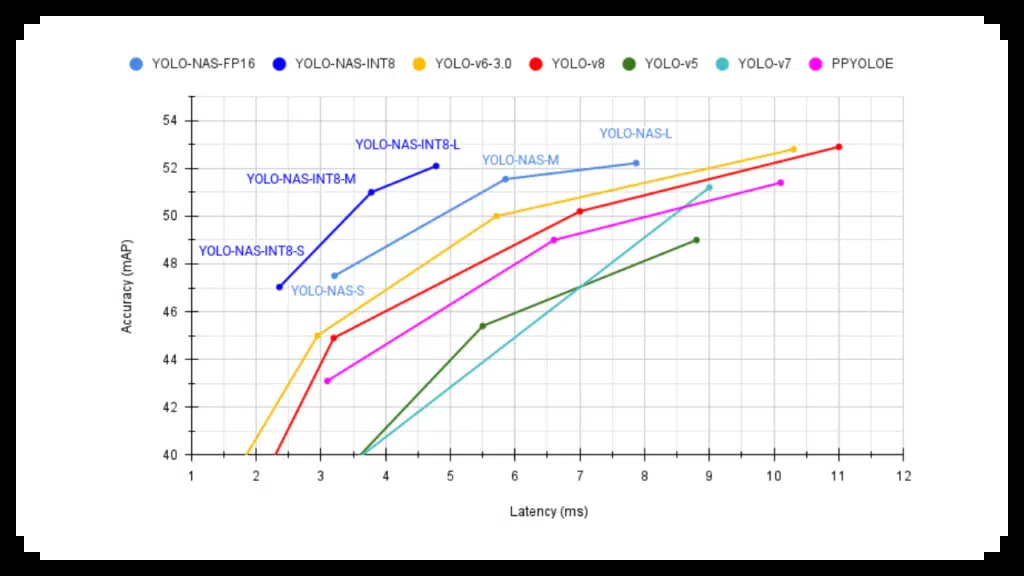 YOLO-NAS-FP16 YOLO-NAS-INT8 YOLO-v6-3.0 YOLO-v8 YOLO-v5 YOLO-v7 PPYOLOE
54
YOLO-NAS-L
YOLO-NAS-INT8-L
YOLO-NAS-M
52
YOLO-NAS-INT8-M
50
YOLO-NAS-INT8-S
48
YOLO-NAS-S
Accuracy (mAP)
46
44
42
40
1 2 3 4 5 6 7 8 9 10 11 12
Latency (ms)